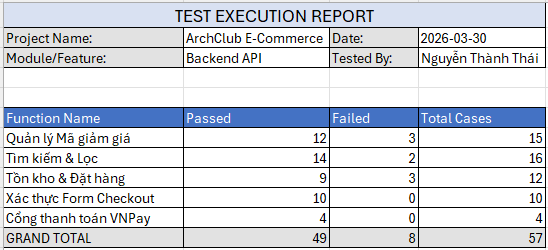 TEST EXECUTION REPORT
Project Name: ArchClub E-Commerce Date: 2026-03-30
Module/Feature: Backend API Tested By: Nguyễn Thành Thái
Function Name Passed Failed Total Cases
Quản lý Mã giảm giá 12 3 15
Tìm kiếm & Lọc 14 2 16
Tồn kho & Đặt hàng 9 3 12
Xác thực Form Checkout 10 0 10
Cổng thanh toán VNPay 4 0 4
GRAND TOTAL 49 8 57